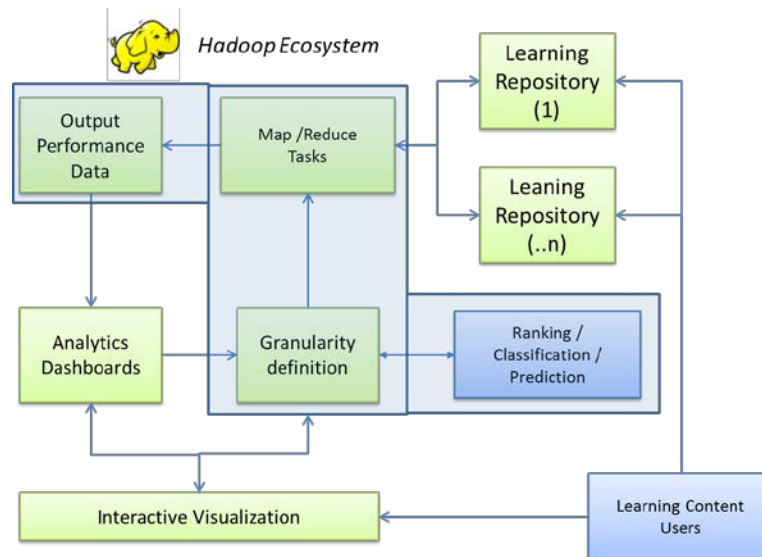 Hadoop Ecosystem
Learning
Repository
(1)
Output
Performance
Data
Map /Reduce
Tasks
Leaning
Repository
(..n)
Analytics
Dashboards
Granularity
definition
Ranking /
Classification /
Prediction
Interactive Visualization
Learning Content
Users